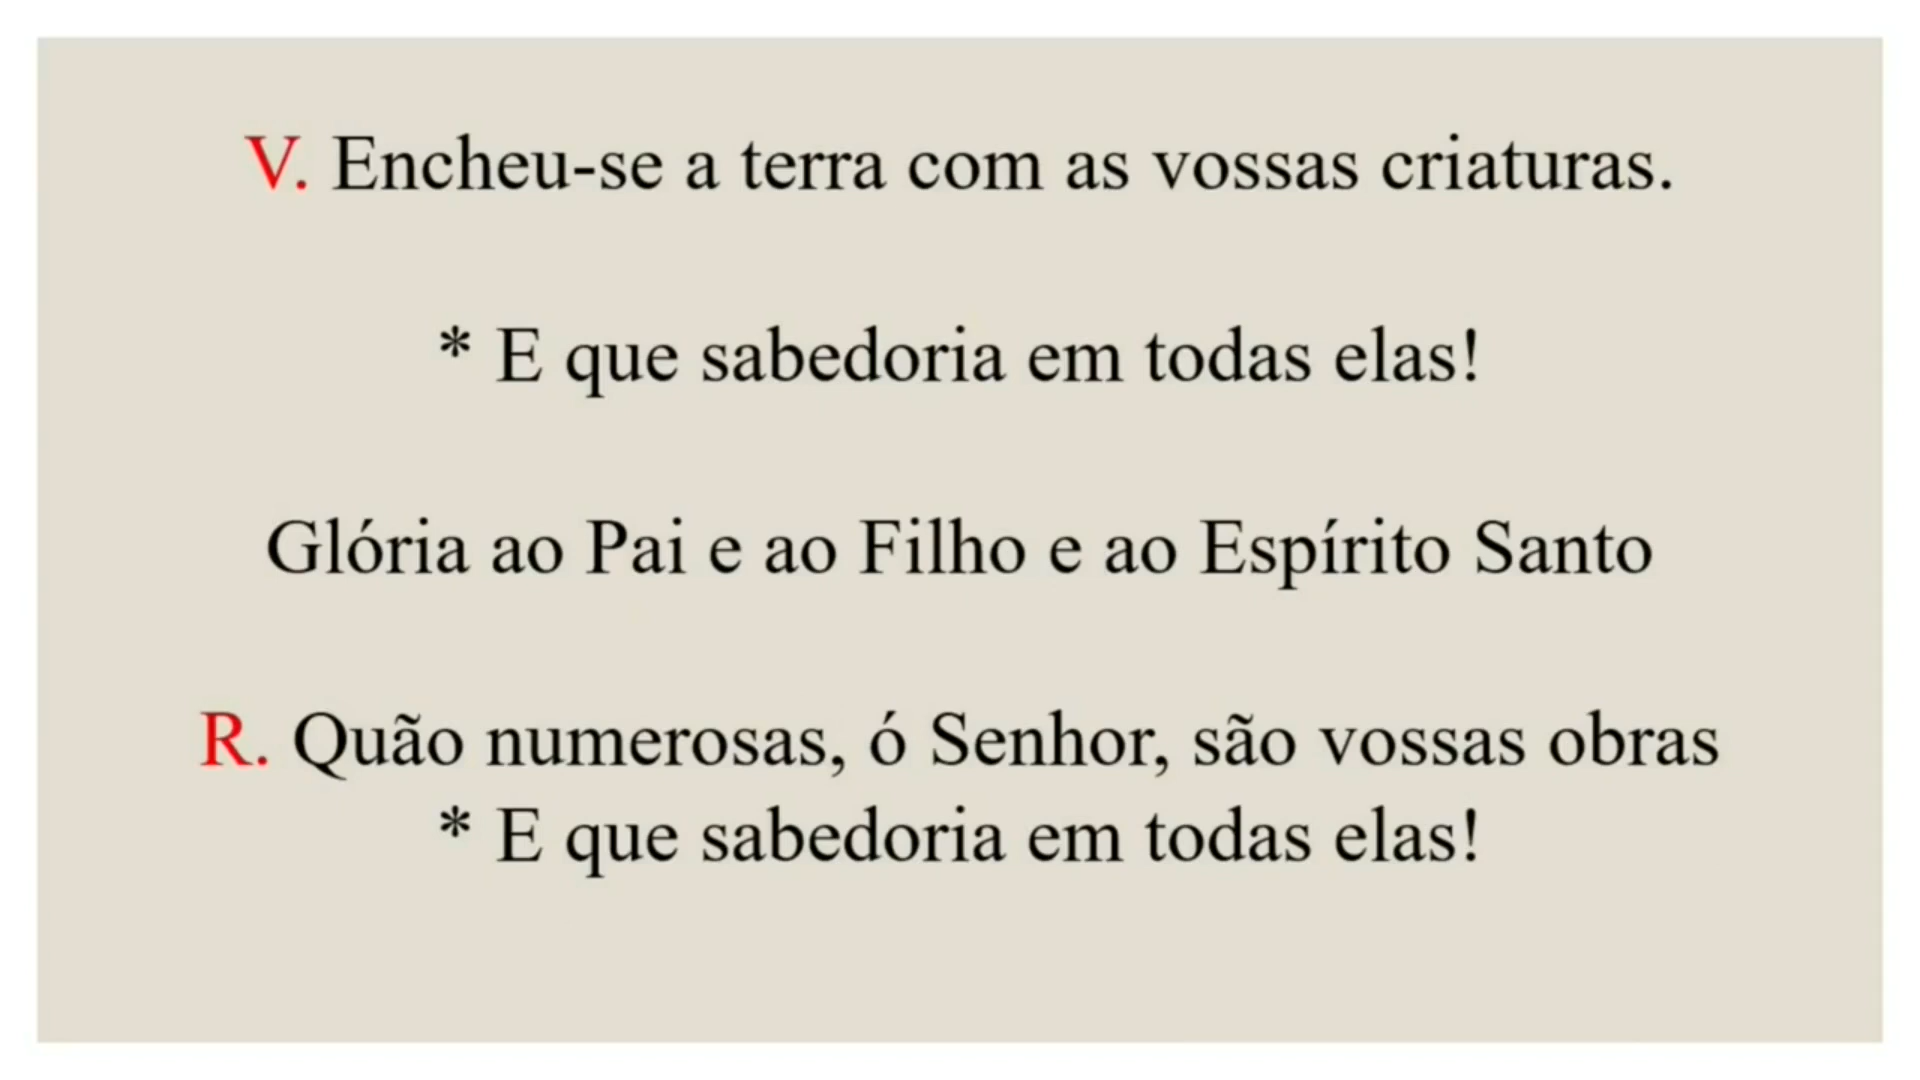 V. Encheu-se a terra com as vossas criaturas.
* E que sabedoria em todas elas!
Glória ao Pai e ao Filho e ao Espírito Santo
R. Quão numerosas, ó Senhor, são vossas obras
* E que sabedoria em todas elas!